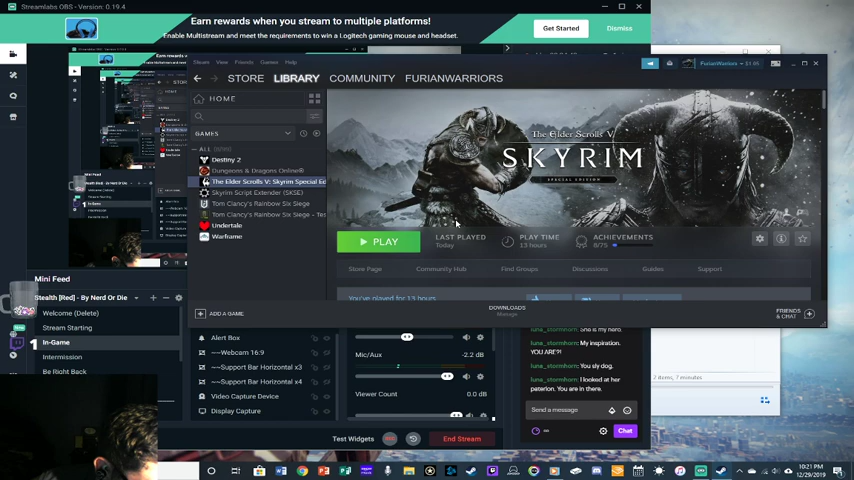 Streamlabs OBS - Version: 0.19.4
Earn rewards when you stream to multiple platforms!
Enable Multistream and meet the requirements to win a Logitech gaming mouse and headset.
Get Started
Dismiss
Steam View Friends Games Help
FurianWarriors
STORE LIBRARY COMMUNITY FURIANWARRIORS
HOME
GAMES
ALL
Destiny 2
Dungeons & Dragons Online®
The Elder Scrolls V: Skyrim Special Ed
Skyrim Script Extender (SKSE)
Tom Clancy's Rainbow Six Siege
Tom Clancy's Rainbow Six Siege - Tes
Undertale
Warframe
The Elder Scrolls V
SKYRIM
SPECIAL EDITION
PLAY
LAST PLAYED
Today
PLAY TIME
13 hours
ACHIEVEMENTS
8/75
Store Page Community Hub Find Groups Discussions Guides Support
You've played for 13 hours
ADD A GAME
DOWNLOADS
Manage
FRIENDS
& CHAT
Mini Feed
Stealth [Red] - By Nerd Or Die
Welcome (Delete)
Stream Starting
In-Game
Intermission
Be Right Back
New
1
Alert Box
~~Webcam 16:9
~~Support Bar Horizontal x3
~~Support Bar Horizontal x4
Video Capture Device
Display Capture
Mic/Aux
-2.2 dB
Viewer Count
0.0 dB
luna_stormhorn: She is my hero.
luna_stormhorn: My inspiration. YOU ARE?!
luna_stormhorn: You sly dog.
luna_stormhorn: I looked at her paterion. You are in there.
Send a message
Chat
7 items, 7 minutes
Test Widgets
REC
End Stream
10:21 PM
12/29/2019